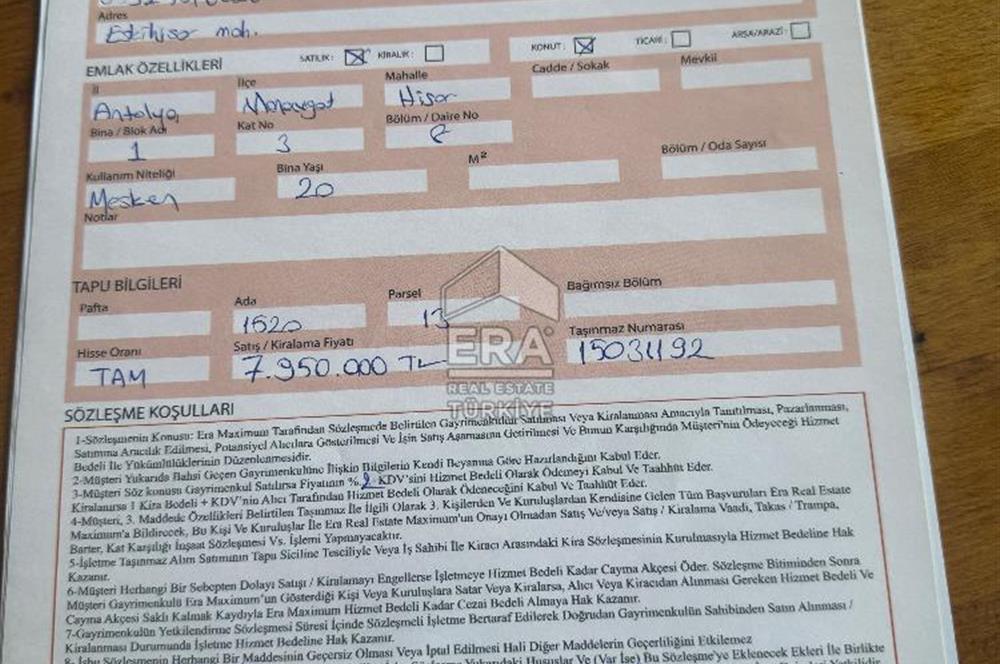 Adres
Eskihisar mah.
EMLAK ÖZELLİKLERİ SATILIK : KİRALIK : KONUT : TİCARİ : ARSA/ARAZİ :
İl İlçe Mahalle Cadde / Sokak Mevkii
Antalya Manavgat Hisar
Bina / Blok Adı Kat No Bölüm / Daire No
1 3 8
Kullanım Niteliği Bina Yaşı M² Bölüm / Oda Sayısı
Mesken 20
Notlar
TAPU BİLGİLERİ
Pafta Ada Parsel Bağımsız Bölüm
1520 13
Hisse Oranı Satış / Kiralama Fiyatı Taşınmaz Numarası
TAM 7.950.000 TL 15031192
ERA
REAL ESTATE
TÜRKİYE
SÖZLEŞME KOŞULLARI
1-Sözleşmenin Konusu: Era Maximum Tarafından Sözleşmede Belirtilen Gayrimenkulün Satılması Veya Kiralanması Amacıyla Tanıtılması, Pazarlanması,
Satımına Aracılık Edilmesi, Potansiyel Alıcılara Gösterilmesi Ve İşin Satış Aşamasına Getirilmesi Ve Bunun Karşılığında Müşteri'nin Ödeyeceği Hizmet
Bedeli İle Yükümlülüklerinin Düzenlenmesidir.
2-Müşteri Yukarıda Bahsi Geçen Gayrimenkulüne İlişkin Bilgilerin Kendi Beyanına Göre Hazırlandığını Kabul Eder.
3-Müşteri Söz konusu Gayrimenkul Satılırsa Satış Fiyatının %2 KDV'sini Hizmet Bedeli Olarak Ödemeyi Kabul Ve Taahhüt Eder.
Kiralanırsa 1 Kira Bedeli + KDV'nin Alıcı Tarafından Hizmet Bedeli Olarak Ödeneceğini Kabul Ve Taahhüt Eder.
4-Müşteri, 3. Maddede Özellikleri Belirtilen Taşınmaz İle İlgili Olarak 3. Kişilerden Ve Kuruluşlardan Kendisine Gelen Tüm Başvuruları Era Real Estate
Maximum'a Bildirecek, Bu Kişi Ve Kuruluşlar İle Era Real Estate Maximum'un Onayı Olmadan Satış Ve/veya Satış / Kiralama Vaadi, Takas / Trampa,
Barter, Kat Karşılığı İnşaat Sözleşmesi Vs. İşlemi Yapmayacaktır.
5-İşletme Taşınmaz Alım Satımının Tapu Siciline Tesciliyle Veya İş Sahibi İle Kiracı Arasındaki Kira Sözleşmesinin Kurulmasıyla Hizmet Bedeline Hak
Kazanır.
6-Müşteri Herhangi Bir Sebepten Dolayı Satışı / Kiralamayı Engellerse İşletmeye Hizmet Bedeli Kadar Cayma Akçesi Öder. Sözleşme Bitiminden Sonra
Müşteri Gayrimenkulü Era Maximum'un Gösterdiği Kişi Veya Kuruluşlara Satar Veya Kiralarsa, Alıcı Veya Kiracıdan Alınması Gereken Hizmet Bedeli Ve
Cayma Akçesi Saklı Kalmak Kaydıyla Era Maximum Hizmet Bedeli Kadar Cezai Bedeli Almaya Hak Kazanır.
7-Gayrimenkulün Yetkilendirme Sözleşmesi Süresi İçinde Sözleşmeli İşletme Bertaraf Edilerek Doğrudan Gayrimenkulün Sahibinden Satın Alınması /
Kiralanması Durumunda İşletme Hizmet Bedeline Hak Kazanır.
8- İşbu Sözleşmenin Herhangi Bir Maddesinin Geçersiz Olması Veya İptal Edilmesi Hali Diğer Maddelerin Geçerliliğini Etkilemez
Yukarıdaki Hususlar Ve (Var İse) Bu Sözleşme'ye Eklenecek Ekleri İle Birlikte